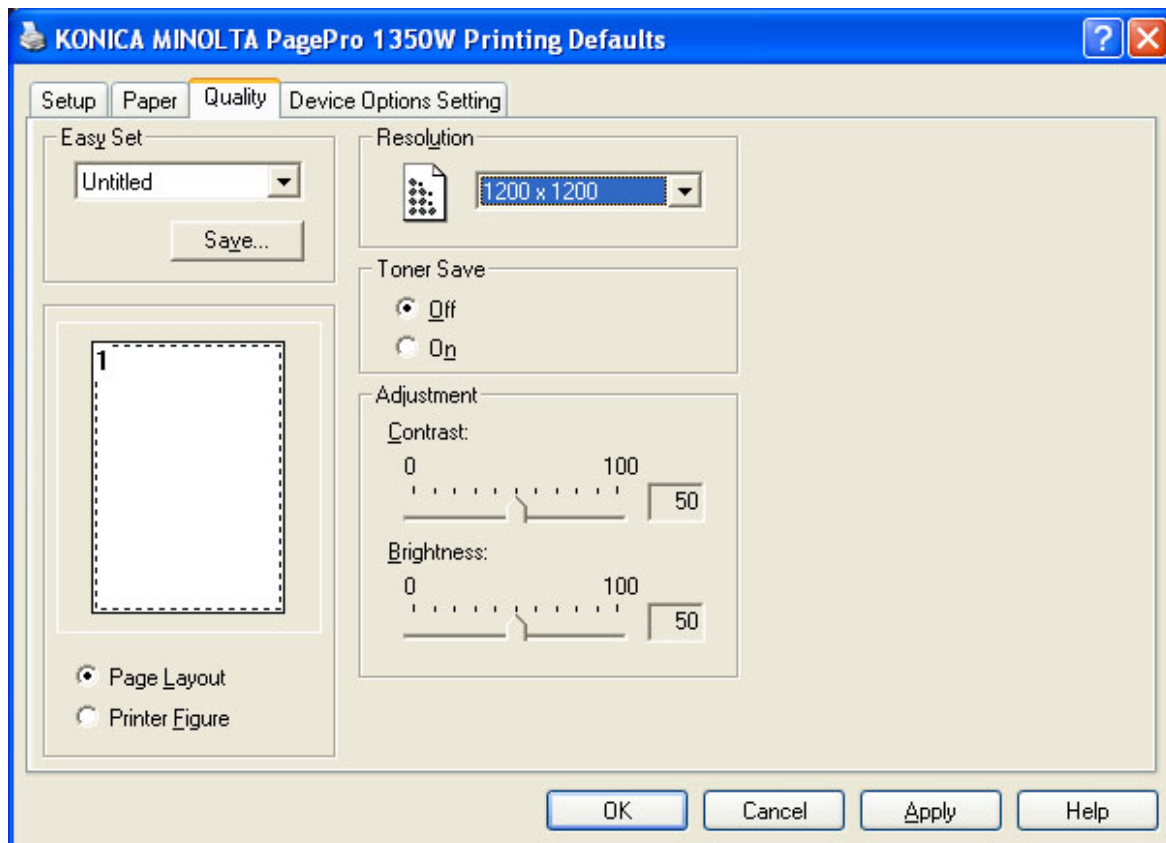 KONICA MINOLTA PagePro 1350W Printing Defaults
?
Setup Paper Quality Device Options Setting
Easy Set
Untitled
Save...
1
Page Layout
Printer Figure
Resolution
1200 x 1200
Toner Save
Off
On
Adjustment
Contrast:
0 100
50
Brightness:
0 100
50
OK Cancel Apply Help